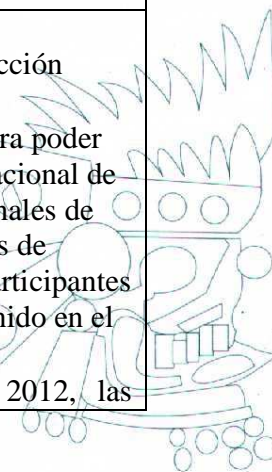 cción
ra poder
acional de
nales de
s de
articipantes
nido en el
2012, las